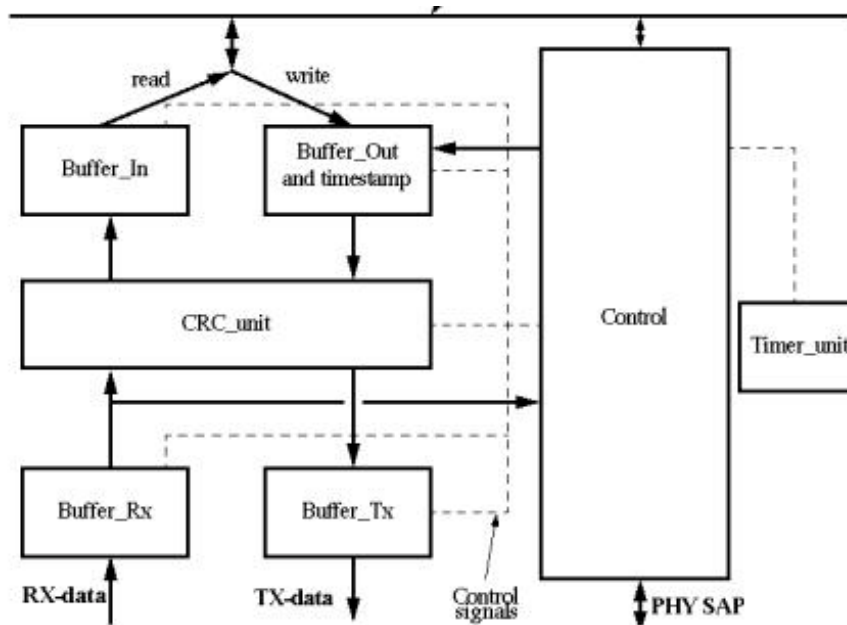 read
write
Buffer_In
Buffer_Out
and timestamp
CRC_unit
Control
Timer_unit
Buffer_Rx
Buffer_Tx
RX-data
TX-data
Control
signals
PHY SAP